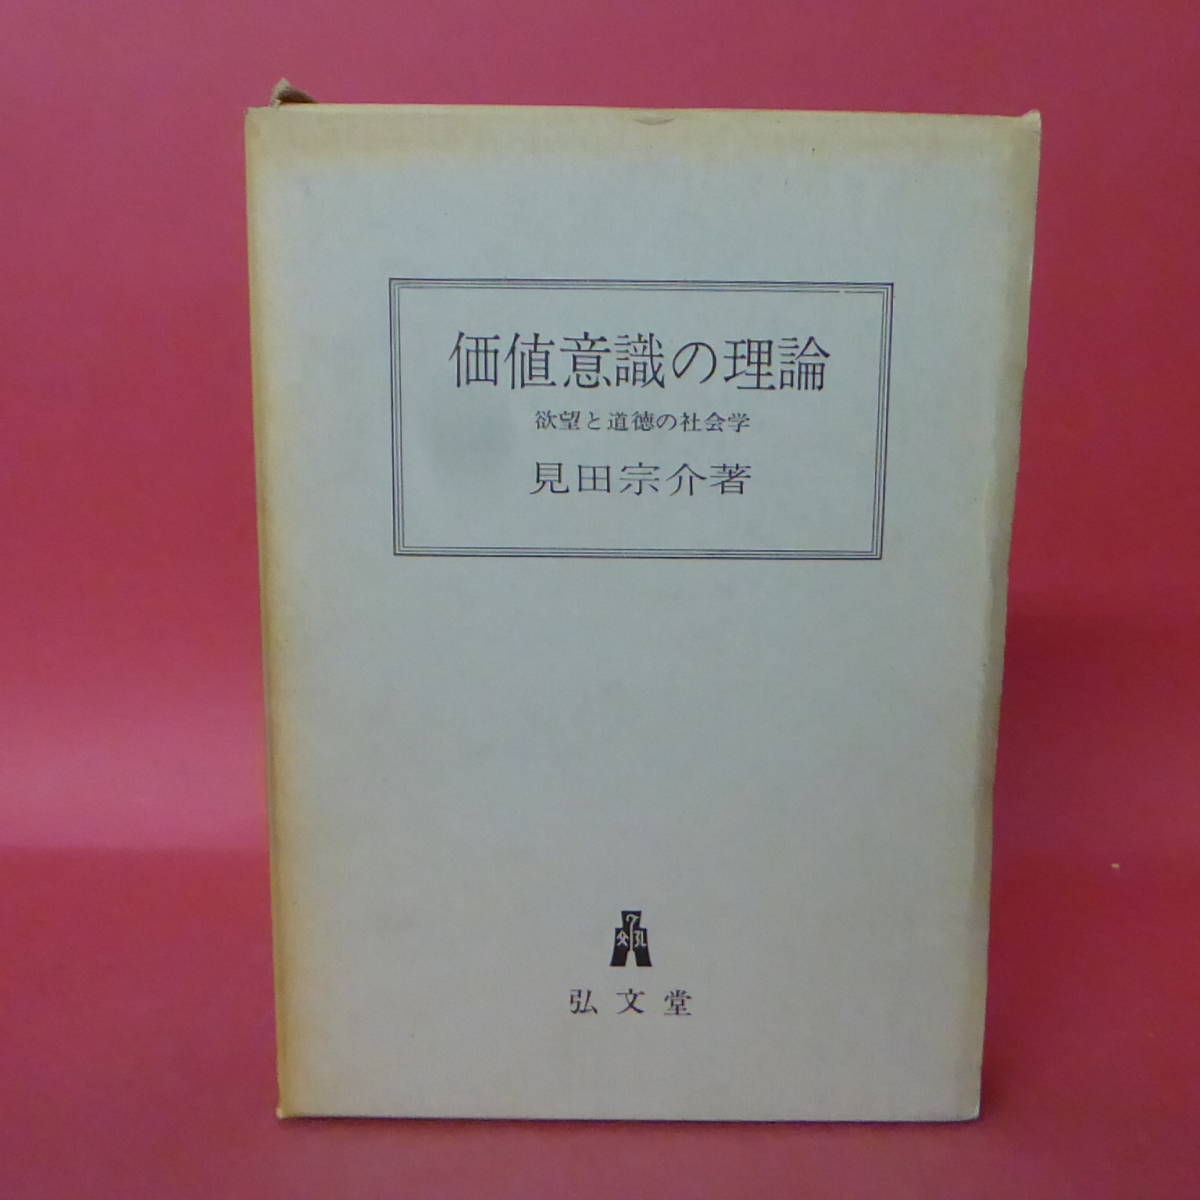 価値意識の理論
欲望と道徳の社会学
見田宗介著
弘文堂